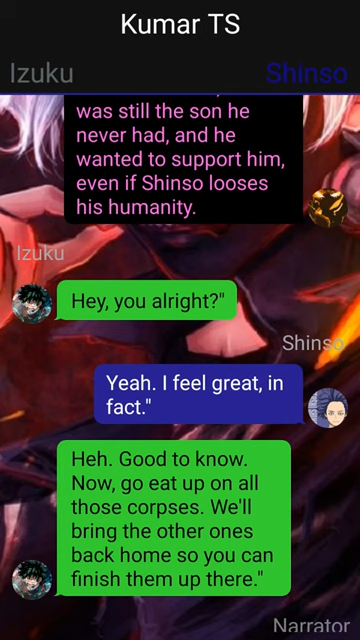 Kumar TS
Izuku
Shinso
was still the son he
never had, and he
wanted to support him,
even if Shinso looses
his humanity.
Izuku
Hey, you alright?"
Shinso
Yeah. I feel great, in
fact."
Heh. Good to know.
Now, go eat up on all
those corpses. We'll
bring the other ones
back home so you can
finish them up there."
Narrator